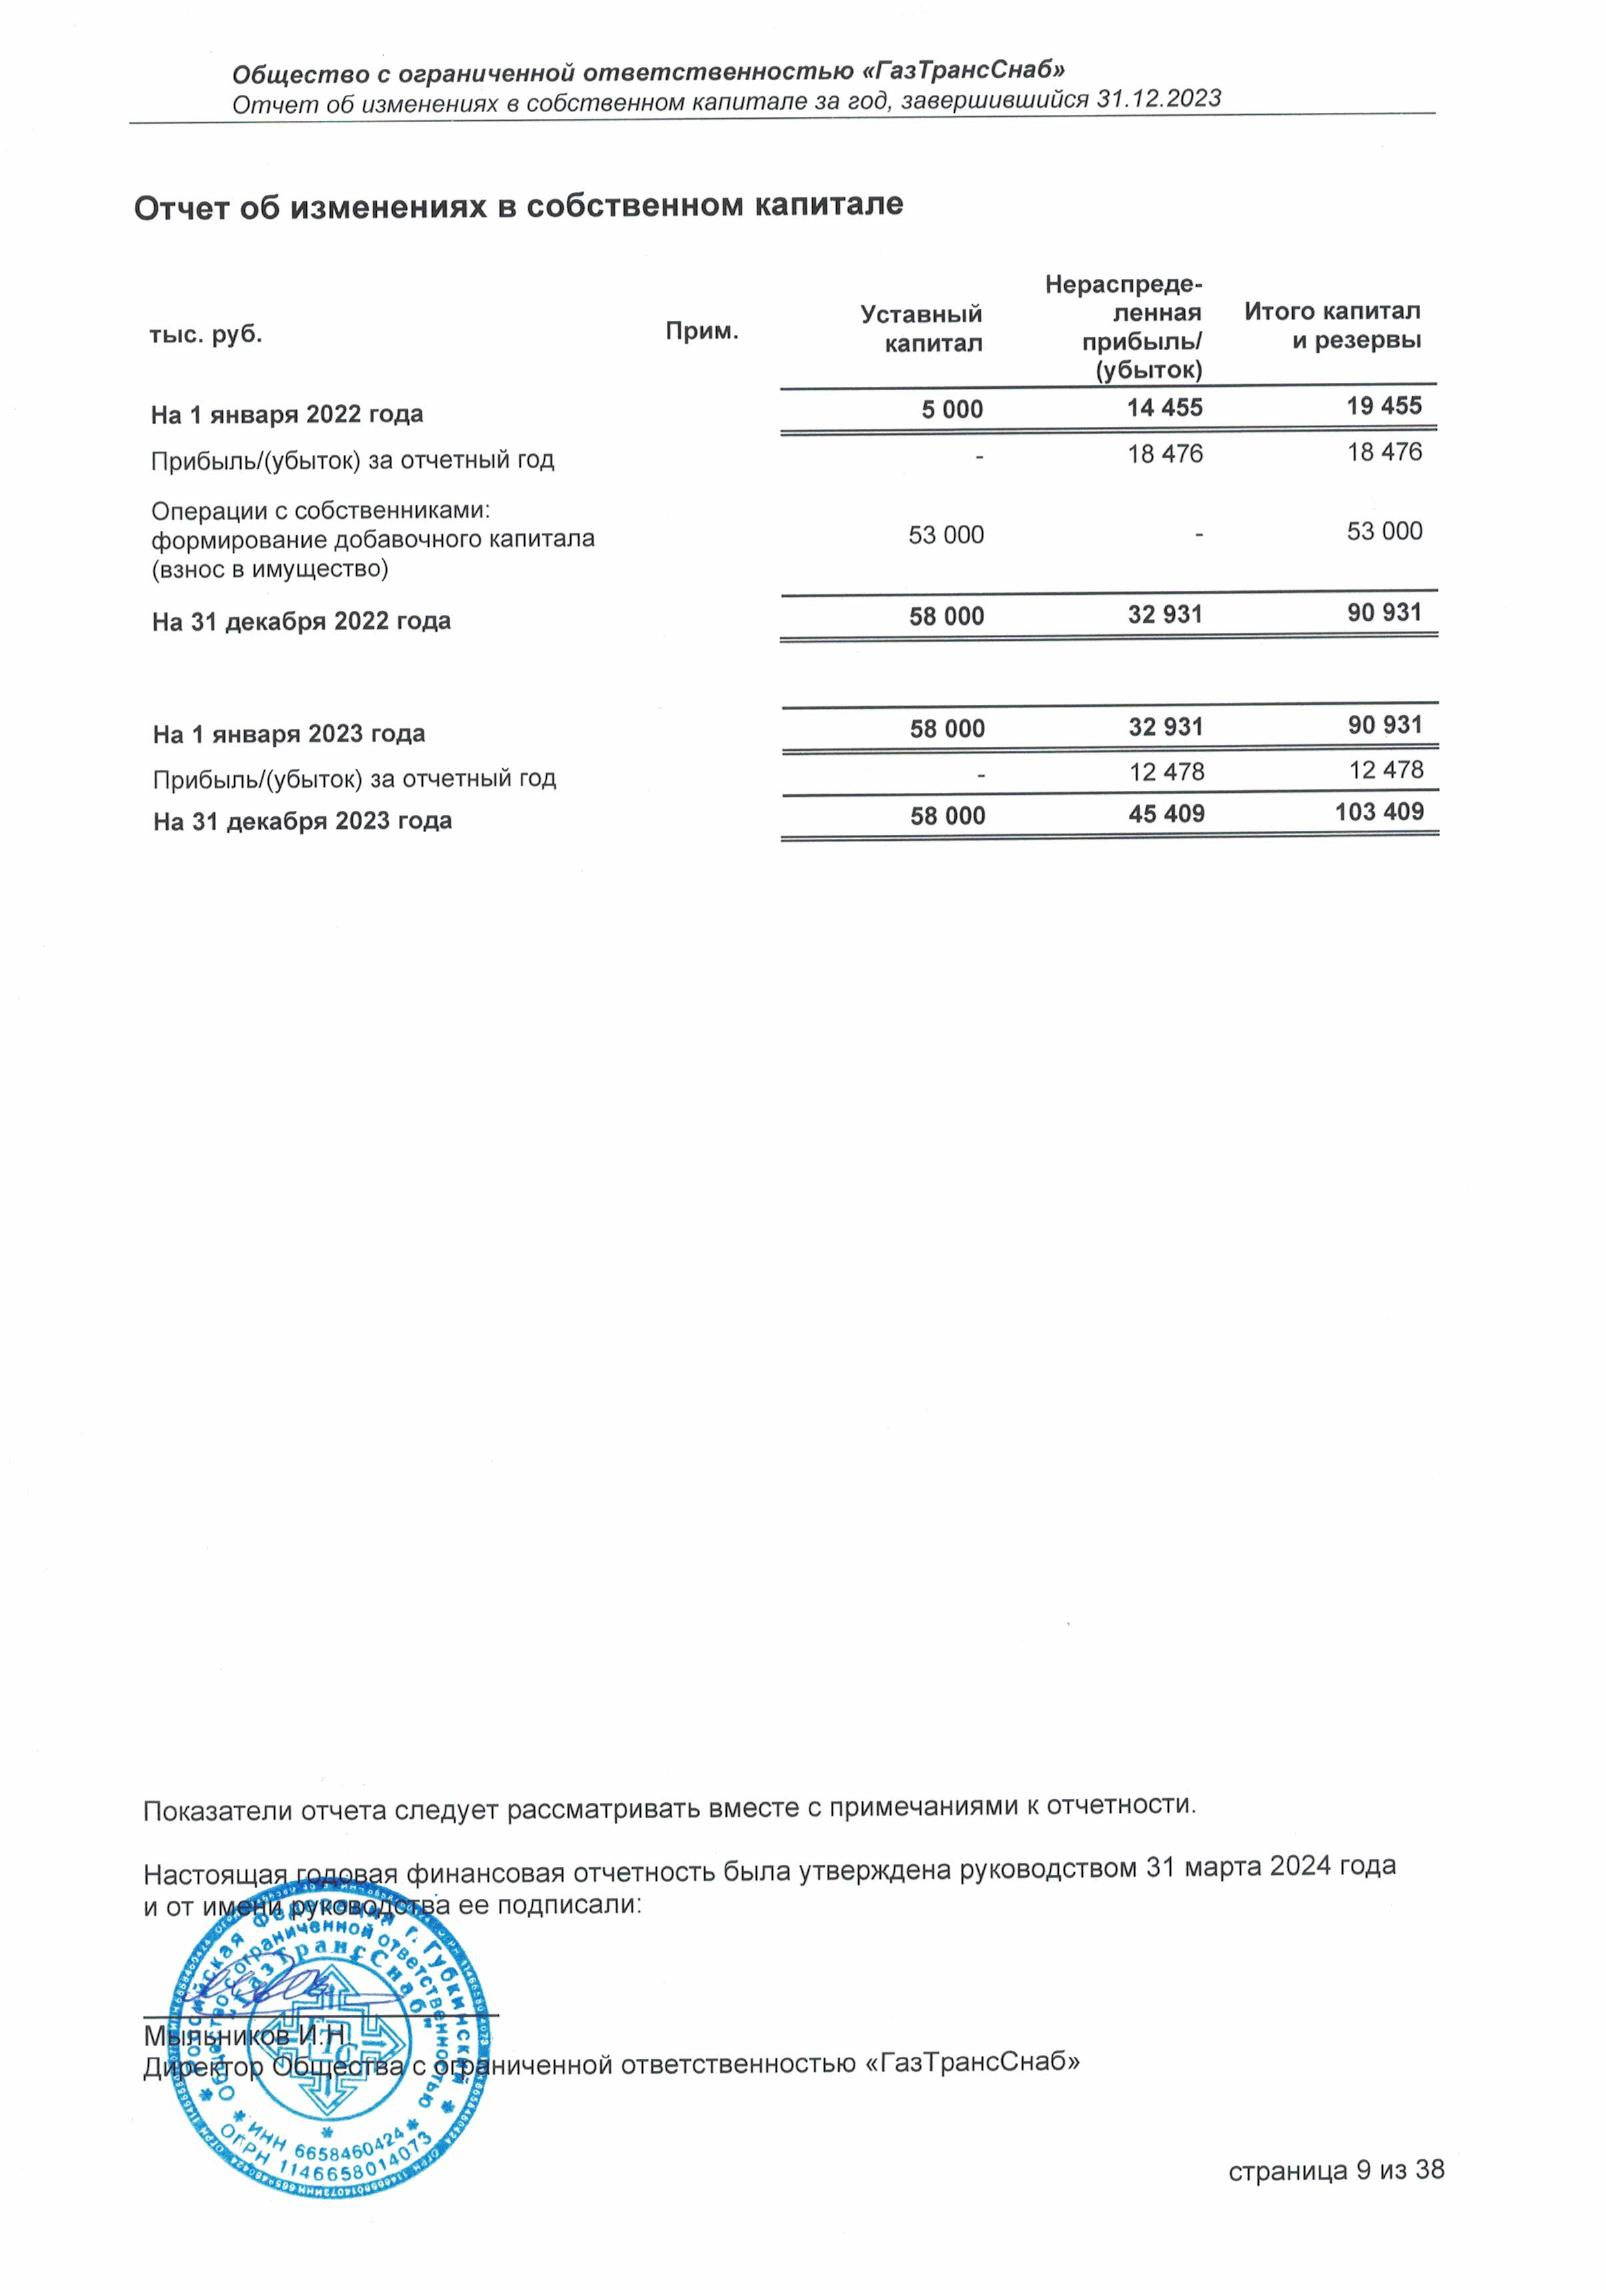 Общество с ограниченной ответственностью «ГазТрансСнаб»
Отчет об изменениях в собственном капитале за год, завершившийся 31.12.2023
Отчет об изменениях в собственном капитале
тыс. руб. Прим. Уставный капитал Нераспреде-ленная прибыль/(убыток) Итого капитал и резервы
На 1 января 2022 года 5 000 14 455 19 455
Прибыль/(убыток) за отчетный год - 18 476 18 476
Операции с собственниками:
формирование добавочного капитала 53 000 - 53 000
(взнос в имущество)
На 31 декабря 2022 года 58 000 32 931 90 931
На 1 января 2023 года 58 000 32 931 90 931
Прибыль/(убыток) за отчетный год - 12 478 12 478
На 31 декабря 2023 года 58 000 45 409 103 409
Показатели отчета следует рассматривать вместе с примечаниями к отчетности.
Настоящая годовая финансовая отчетность была утверждена руководством 31 марта 2024 года
и от имени руководства ее подписали:
Мыльников И.Н.
Директор Общества с ограниченной ответственностью «ГазТрансСнаб»
Российская Федерация г. Губкинский
Общество с ограниченной ответственностью
"ГазТрансСнаб"
ГТС
ИНН 6658460424
ОГРН 1146658014073
страница 9 из 38